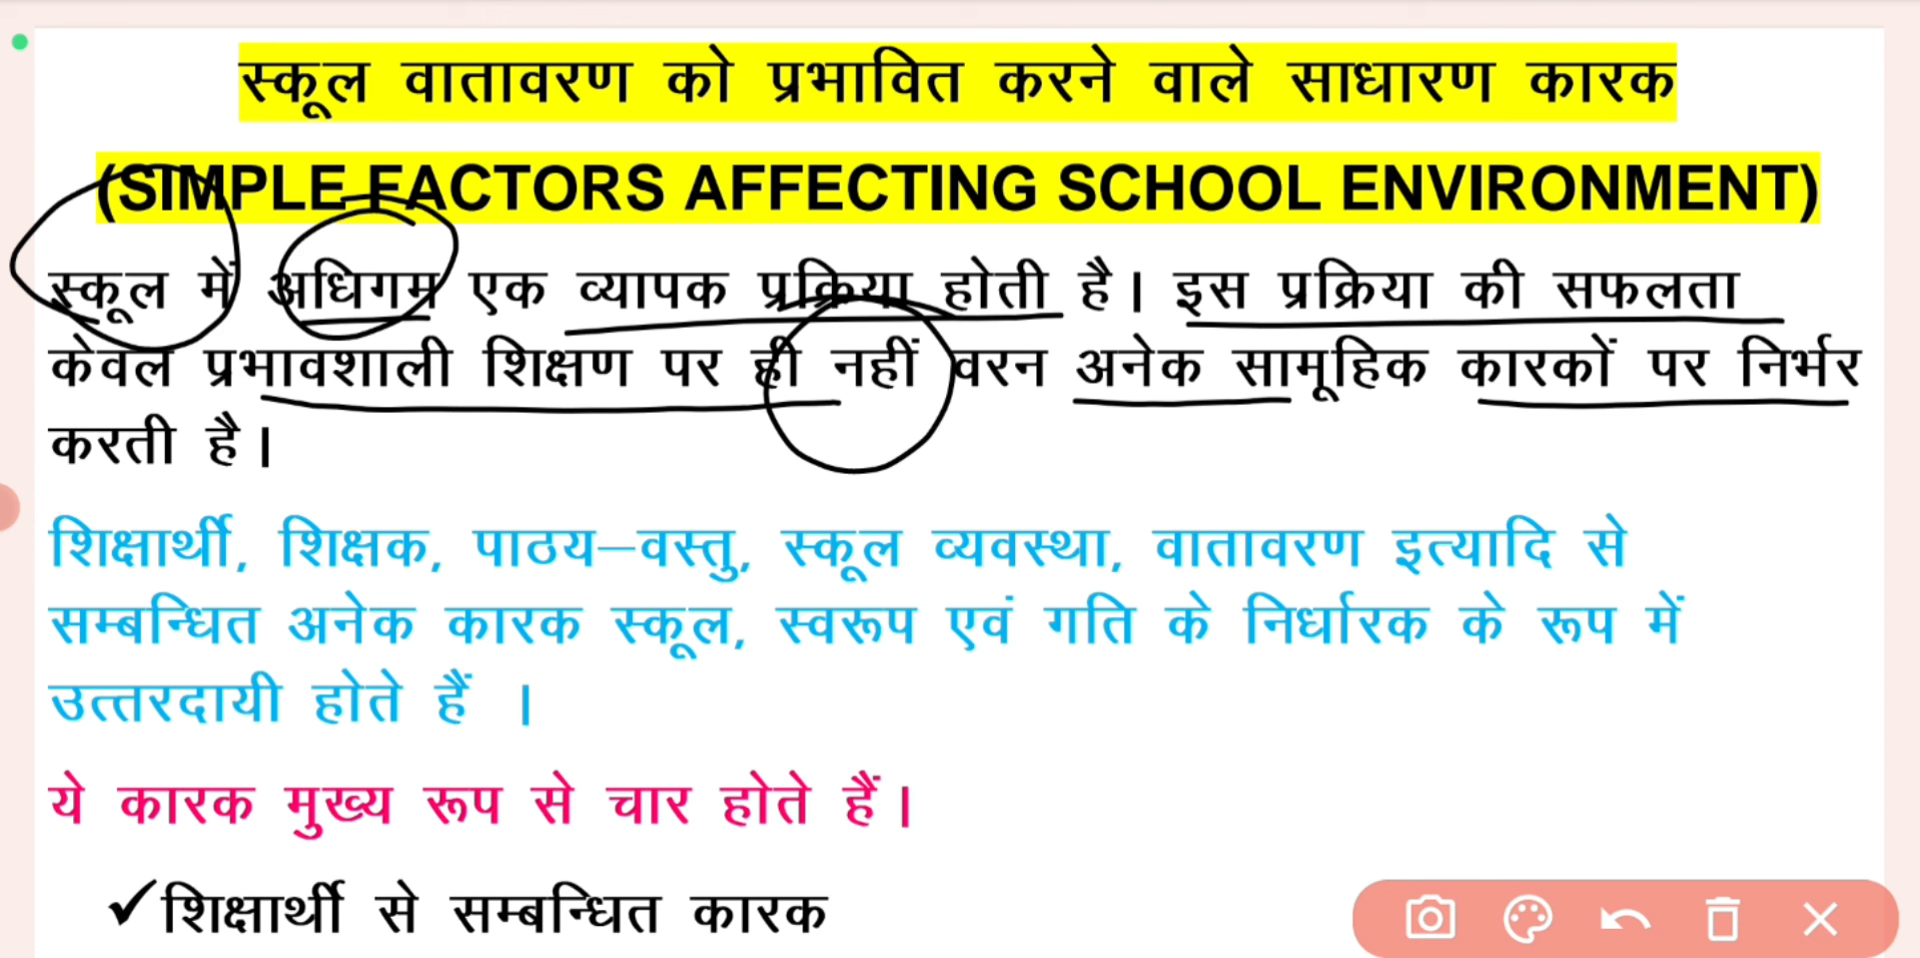 स्कूल वातावरण को प्रभावित करने वाले साधारण कारक
(SIMPLE FACTORS AFFECTING SCHOOL ENVIRONMENT)
स्कूल में अधिगम एक व्यापक प्रक्रिया होती है। इस प्रक्रिया की सफलता
केवल प्रभावशाली शिक्षण पर ही नहीं वरन अनेक सामूहिक कारकों पर निर्भर
करती है।
शिक्षार्थी, शिक्षक, पाठय–वस्तु, स्कूल व्यवस्था, वातावरण इत्यादि से
सम्बन्धित अनेक कारक स्कूल, स्वरूप एवं गति के निर्धारक के रूप में
उत्तरदायी होते हैं ।
ये कारक मुख्य रूप से चार होते हैं।
✓शिक्षार्थी से सम्बन्धित कारक